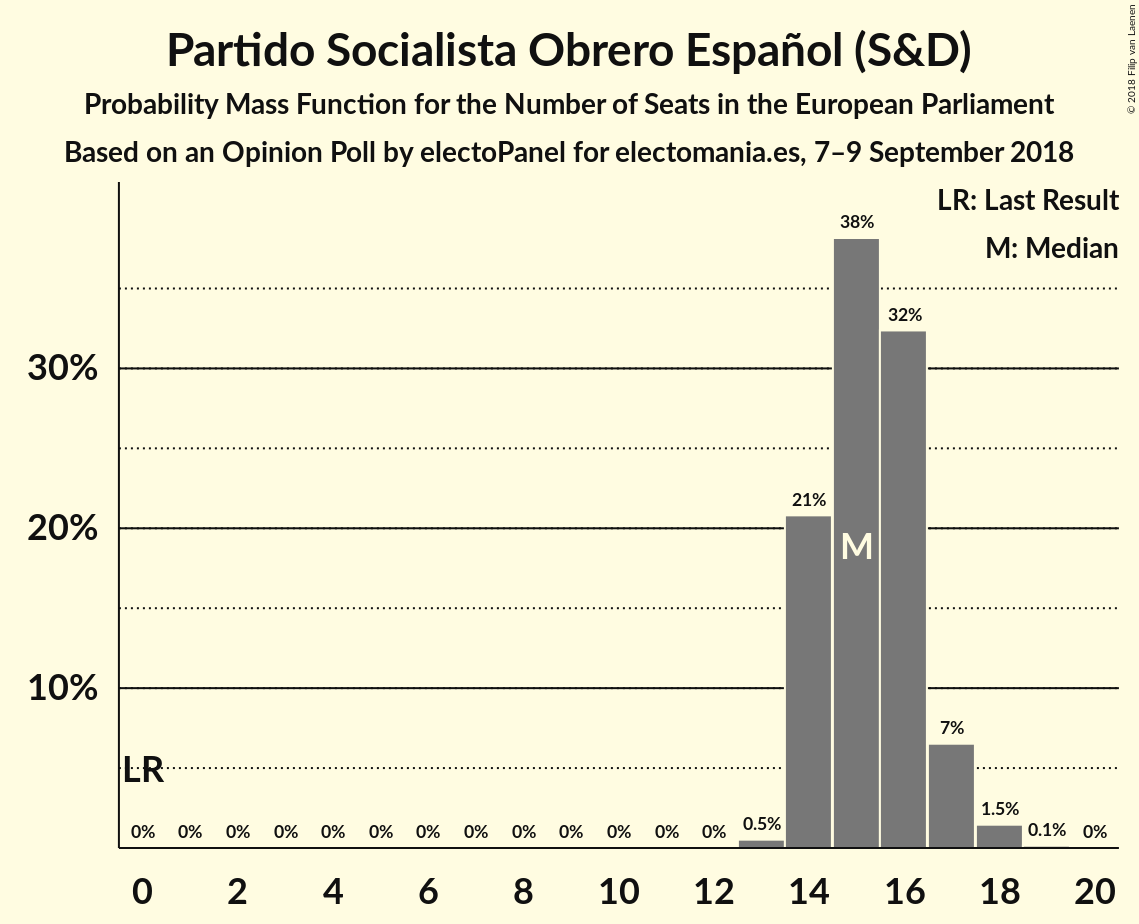 Partido Socialista Obrero Español (S&D)
Probability Mass Function for the Number of Seats in the European Parliament
Based on an Opinion Poll by electoPanel for electomania.es, 7–9 September 2018
© 2018 Filip van Laenen
LR: Last Result
M: Median
38%
32%
30%
21%
20%
M
10%
7%
LR
0% 0% 0% 0% 0% 0% 0% 0% 0% 0% 0% 0% 0% 0.5% 1.5% 0.1% 0%
0 2 4 6 8 10 12 14 16 18 20